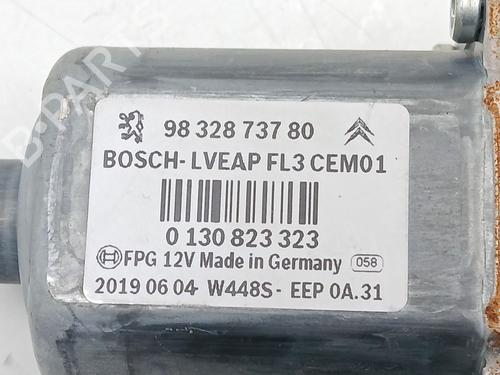 B-PARTS
98 328 737 80
BOSCH-LVEAP FL3 CEM01
0 130 823 323
FPG 12V Made in Germany 058
2019 06 04 W448S- EEP 0A.31